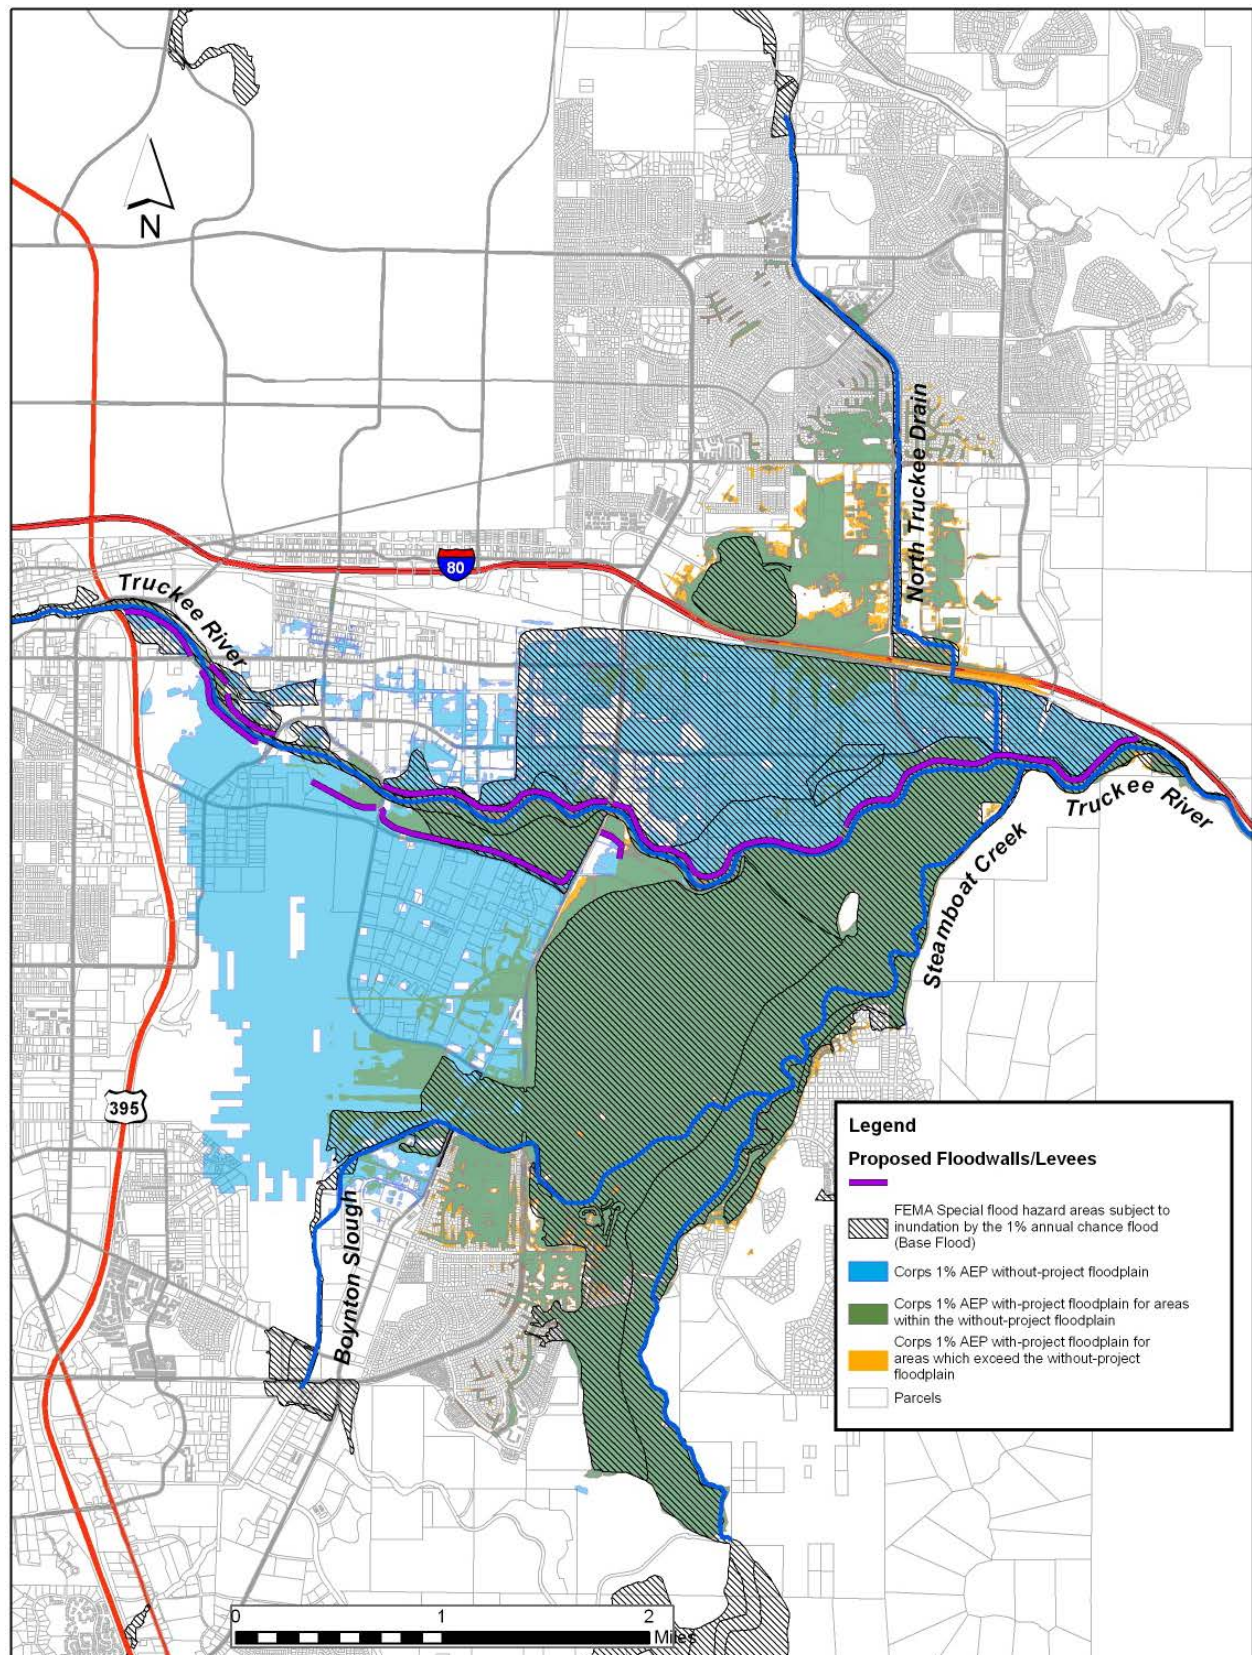 N
North Truckee Drain
80
Truckee River
Truckee River
Steamboat Creek
395
Boynton Slough
Legend
Proposed Floodwalls/Levees
FEMA Special flood hazard areas subject to
inundation by the 1% annual chance flood
(Base Flood)
Corps 1% AEP without-project floodplain
Corps 1% AEP with-project floodplain for areas
within the without-project floodplain
Corps 1% AEP with-project floodplain for
areas which exceed the without-project
floodplain
Parcels
0 1 2
Miles